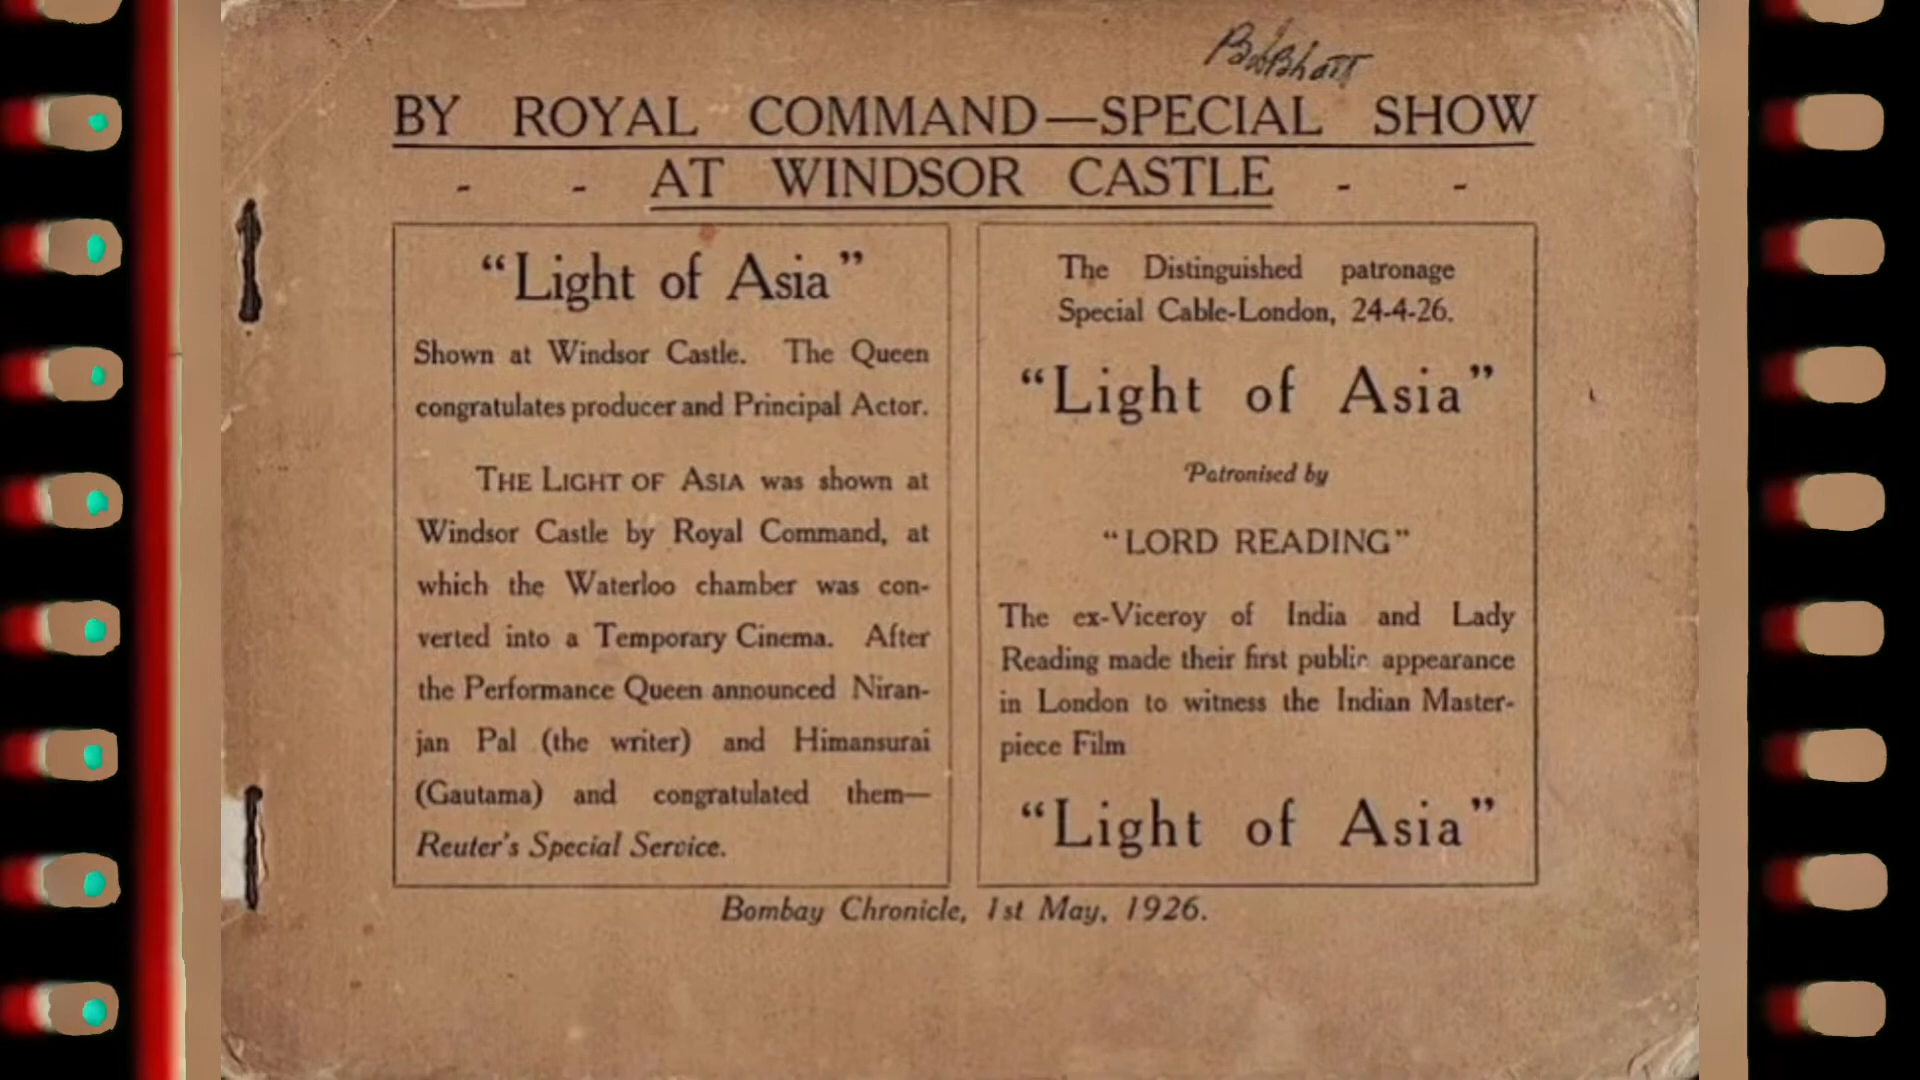 BobBhatt
BY ROYAL COMMAND—SPECIAL SHOW
- - AT WINDSOR CASTLE - -
“Light of Asia”
Shown at Windsor Castle. The Queen
congratulates producer and Principal Actor.
THE LIGHT OF ASIA was shown at
Windsor Castle by Royal Command, at
which the Waterloo chamber was con-
verted into a Temporary Cinema. After
the Performance Queen announced Niran-
jan Pal (the writer) and Himansurai
(Gautama) and congratulated them—
Reuter's Special Service.
The Distinguished patronage
Special Cable-London, 24-4-26.
“Light of Asia”
Patronised by
“LORD READING”
The ex-Viceroy of India and Lady
Reading made their first public appearance
in London to witness the Indian Master-
piece Film
“Light of Asia”
Bombay Chronicle, 1st May, 1926.